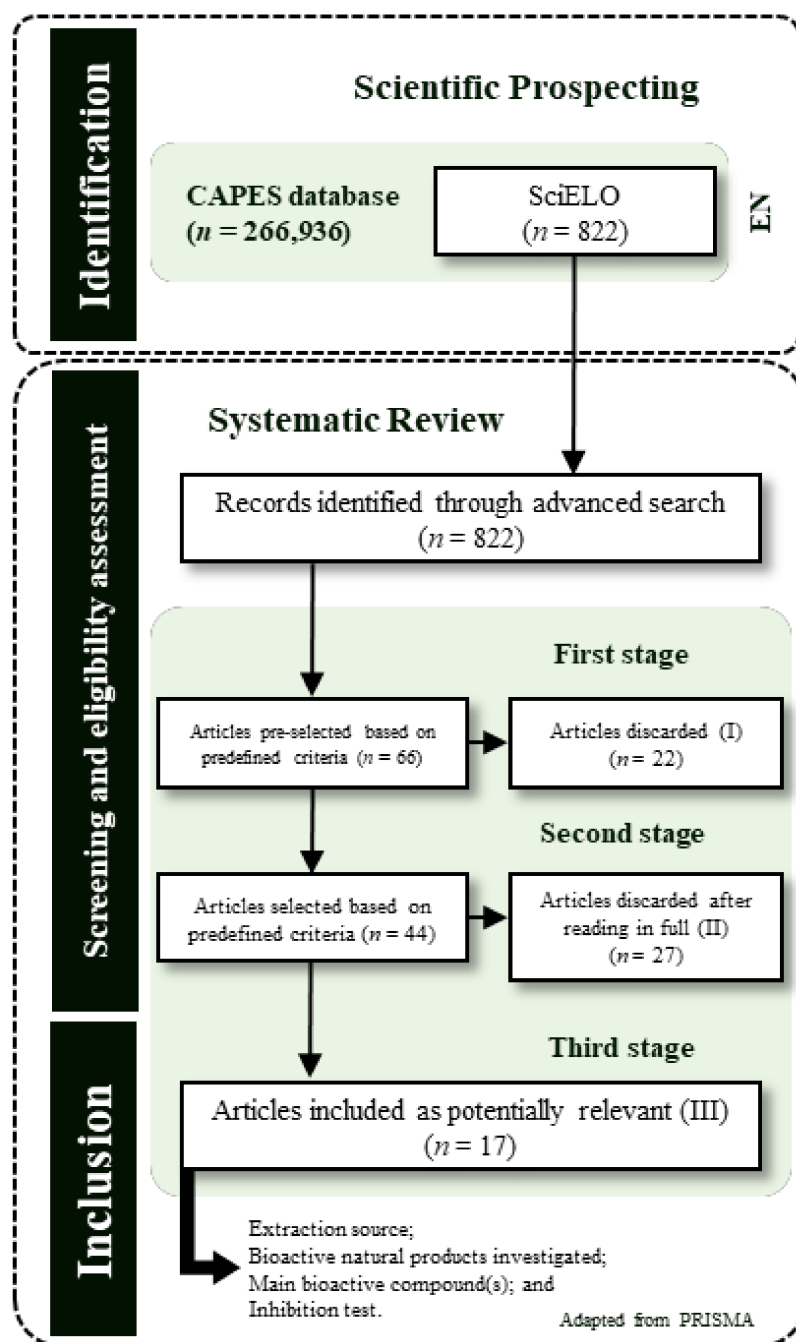 Identification
Scientific Prospecting
CAPES database
(n = 266,936)
SciELO
(n = 822)
EN
Screening and eligibility assessment
Systematic Review
Records identified through advanced search
(n = 822)
First stage
Articles pre-selected based on
predefined criteria (n = 66)
Articles discarded (I)
(n = 22)
Second stage
Articles selected based on
predefined criteria (n = 44)
Articles discarded after
reading in full (II)
(n = 27)
Inclusion
Third stage
Articles included as potentially relevant (III)
(n = 17)
Extraction source;
Bioactive natural products investigated;
Main bioactive compound(s); and
Inhibition test.
Adapted from PRISMA